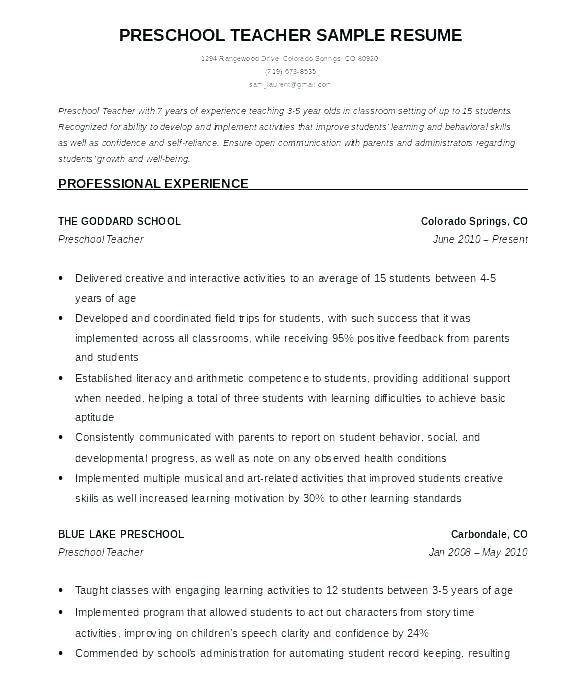 PRESCHOOL TEACHER SAMPLE RESUME
1294 Rangewood Drive, Colorado Springs, CO 80920
(719) 673-8535
sam.laurent@gmail.com
Preschool Teacher with 7 years of experience teaching 3-5 year olds in classroom setting of up to 15 students.
Recognized for ability to develop and implement activities that improve students' learning and behavioral skills
as well as confidence and self-reliance. Ensure open communication with parents and administrators regarding
students' growth and well-being.
PROFESSIONAL EXPERIENCE
THE GODDARD SCHOOL Colorado Springs, CO
Preschool Teacher June 2010 – Present
• Delivered creative and interactive activities to an average of 15 students between 4-5
years of age
• Developed and coordinated field trips for students, with such success that it was
implemented across all classrooms, while receiving 95% positive feedback from parents
and students
• Established literacy and arithmetic competence to students, providing additional support
when needed, helping a total of three students with learning difficulties to achieve basic
aptitude
• Consistently communicated with parents to report on student behavior, social, and
developmental progress, as well as note on any observed health conditions
• Implemented multiple musical and art-related activities that improved students creative
skills as well increased learning motivation by 30% to other learning standards
BLUE LAKE PRESCHOOL Carbondale, CO
Preschool Teacher Jan 2008 – May 2010
• Taught classes with engaging learning activities to 12 students between 3-5 years of age
• Implemented program that allowed students to act out characters from story time
activities, improving on children's speech clarity and confidence by 24%
• Commended by school's administration for automating student record keeping, resulting